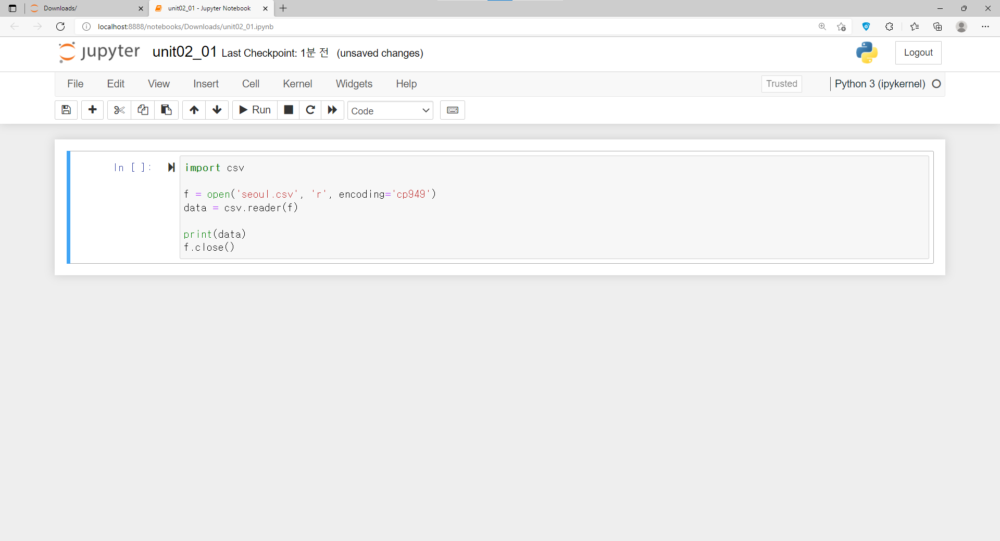 Downloads/
unit02_01 - Jupyter Notebook
localhost:8888/notebooks/Downloads/unit02_01.ipynb
jupyter unit02_01 Last Checkpoint: 1분 전 (unsaved changes)
Logout
File Edit View Insert Cell Kernel Widgets Help
Trusted
Python 3 (ipykernel)
Run
Code
In [ ]:
import csv
f = open('seoul.csv', 'r', encoding='cp949')
data = csv.reader(f)
print(data)
f.close()